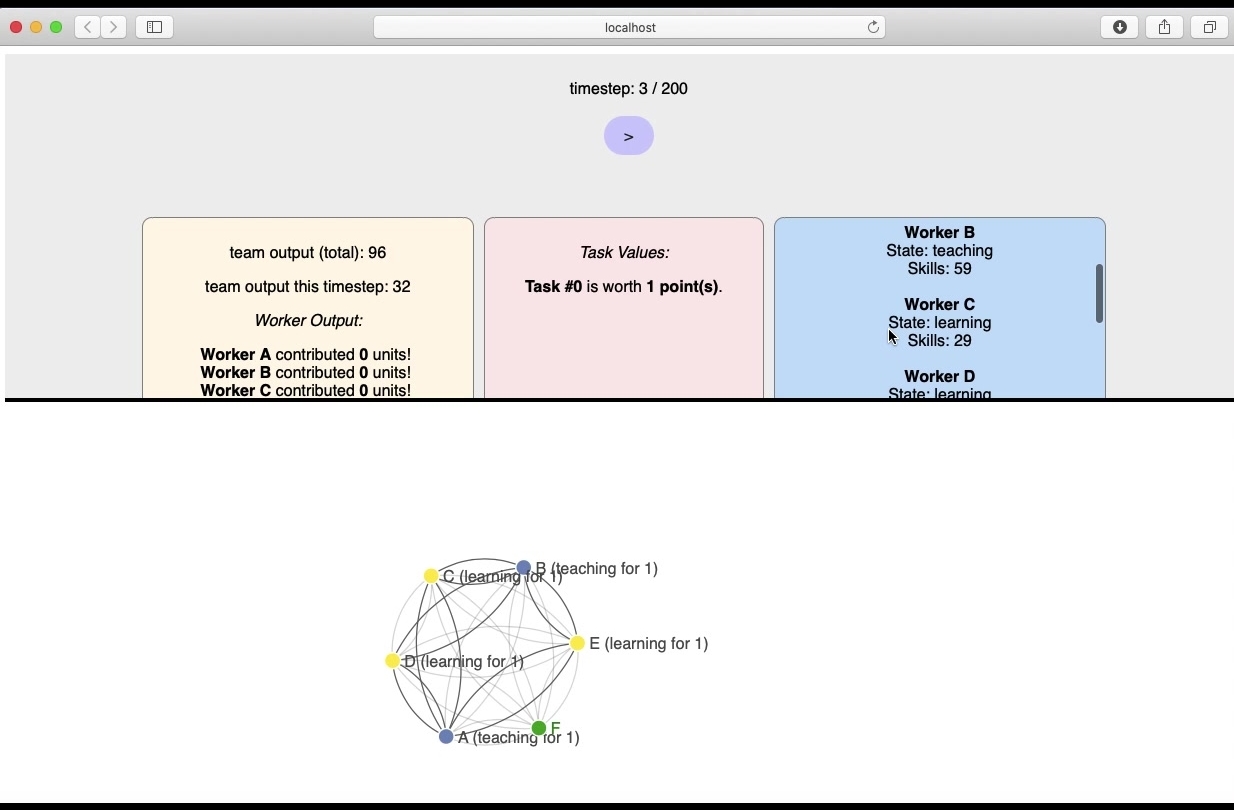 localhost
timestep: 3 / 200
>
team output (total): 96
team output this timestep: 32
Worker Output:
Worker A contributed 0 units!
Worker B contributed 0 units!
Worker C contributed 0 units!
Task Values:
Task #0 is worth 1 point(s).
Worker B
State: teaching
Skills: 59
Worker C
State: learning
Skills: 29
Worker D
State: learning
B (teaching for 1)
C (learning for 1)
E (learning for 1)
D (learning for 1)
F
A (teaching for 1)